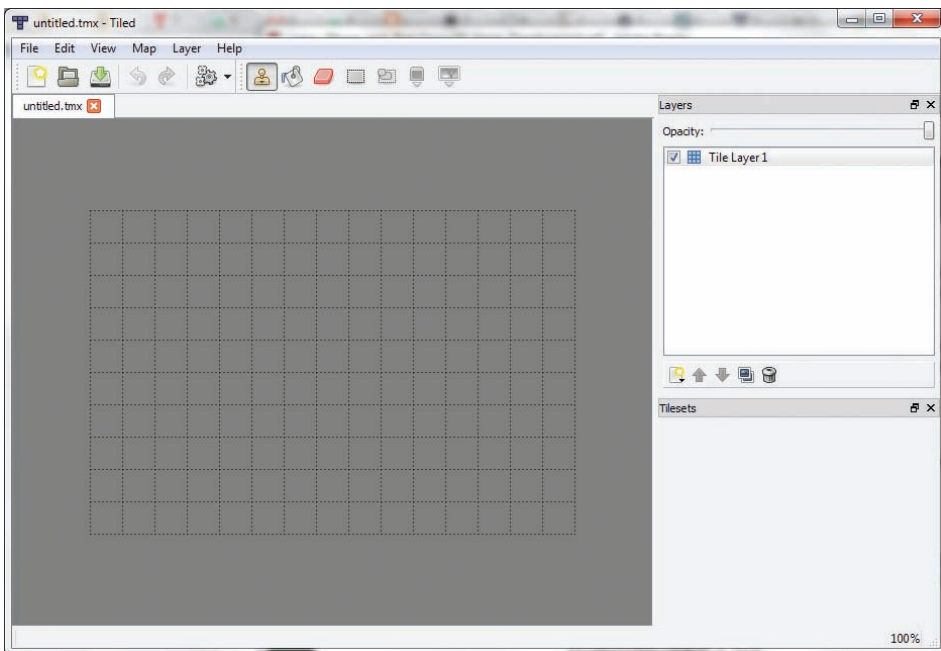 untitled.tmx - Tiled
File Edit View Map Layer Help
untitled.tmx
Layers
Opacity:
Tile Layer 1
Tilesets
100%